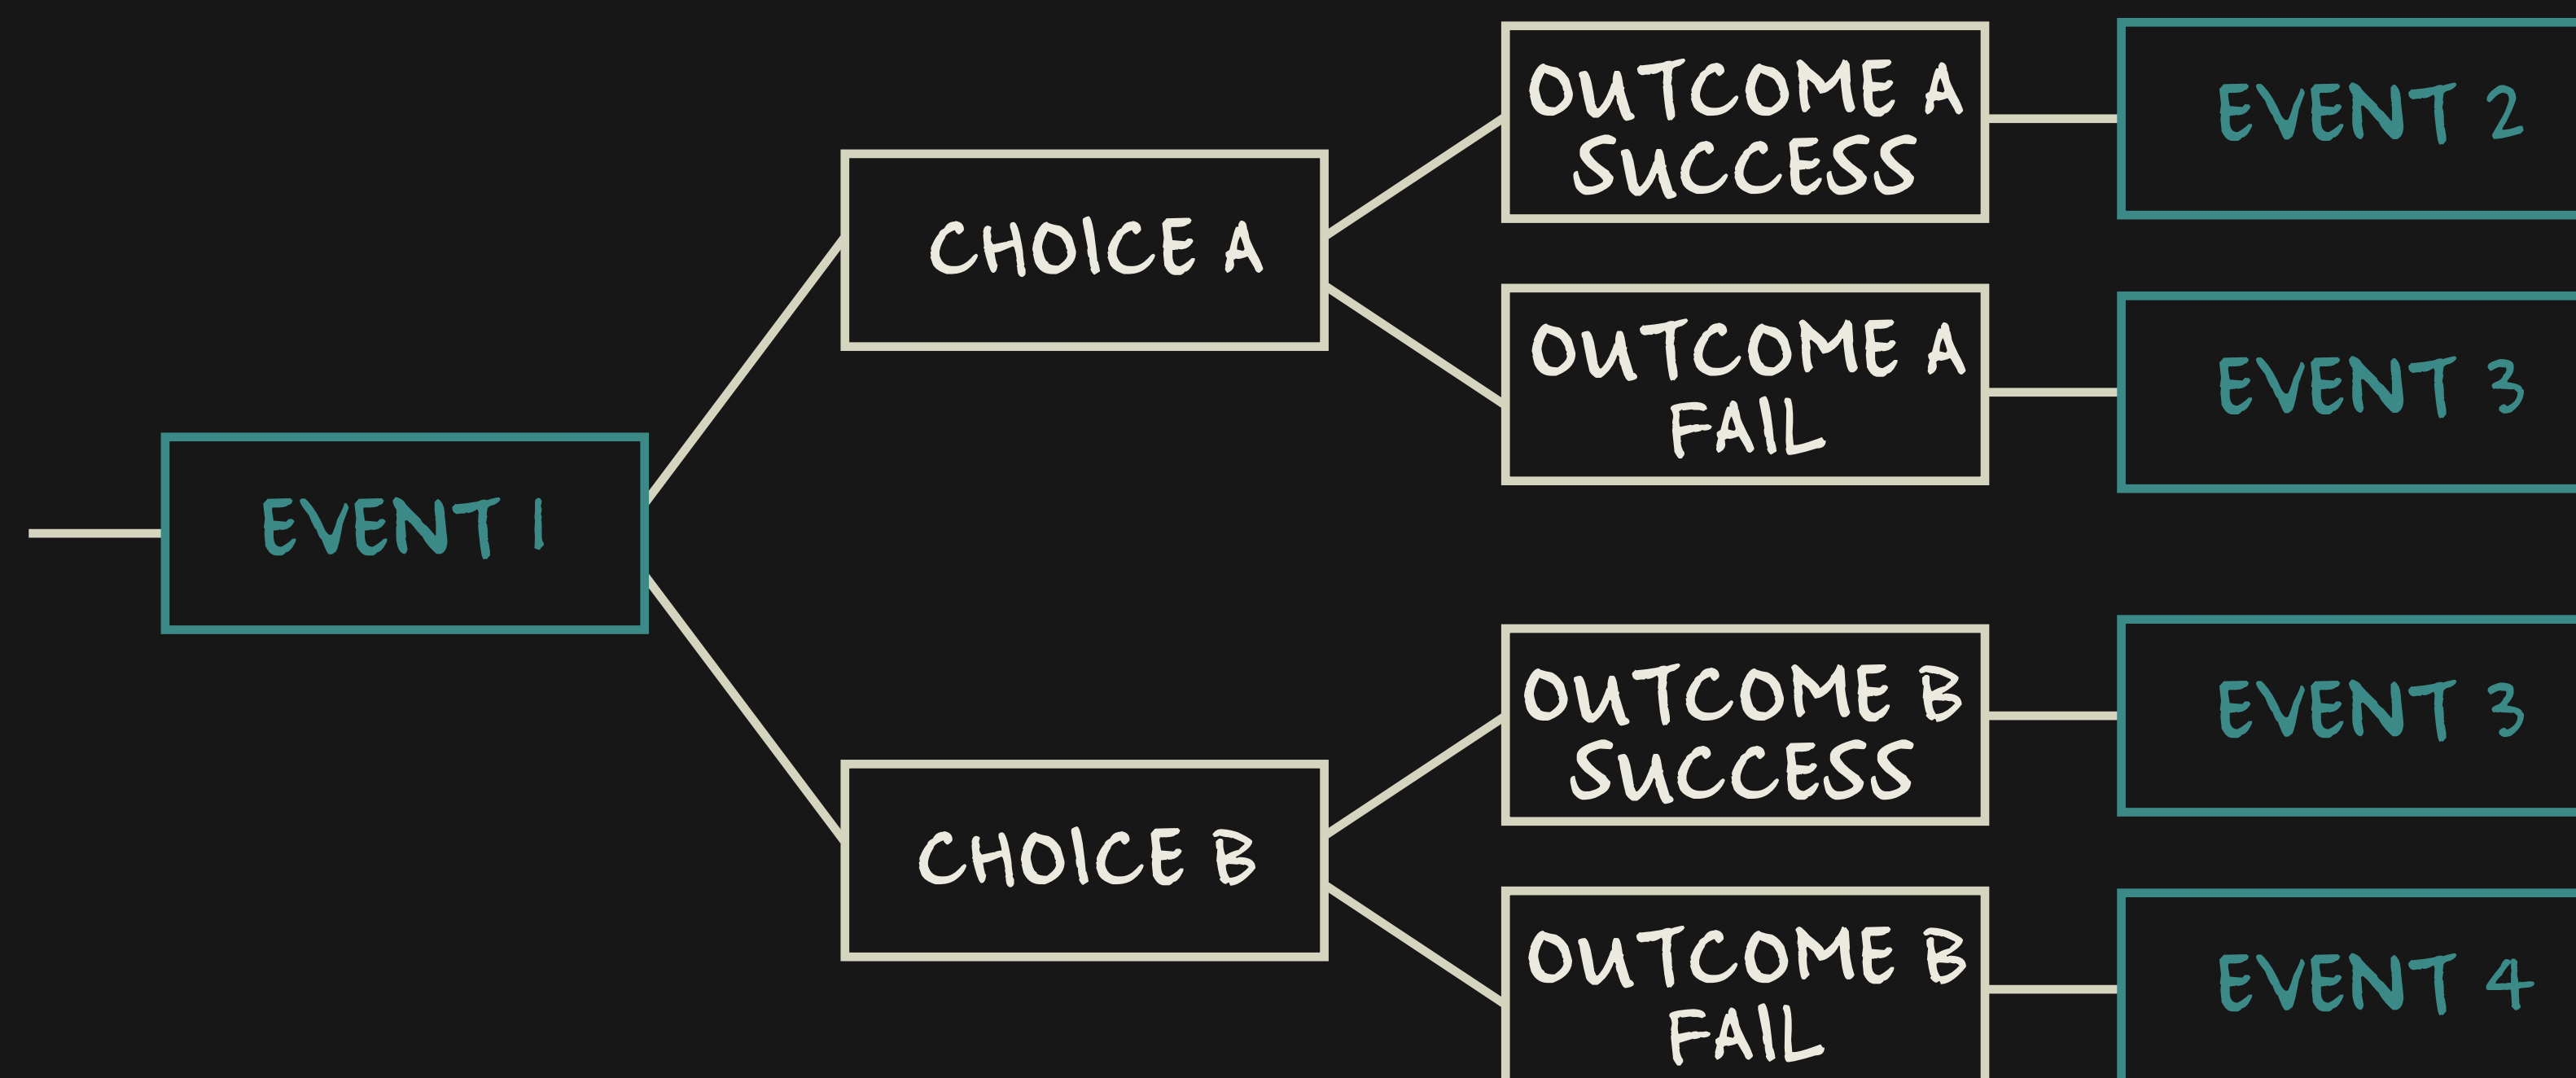 EVENT 1
CHOICE A
OUTCOME A
SUCCESS
EVENT 2
OUTCOME A
FAIL
EVENT 3
CHOICE B
OUTCOME B
SUCCESS
EVENT 3
OUTCOME B
FAIL
EVENT 4